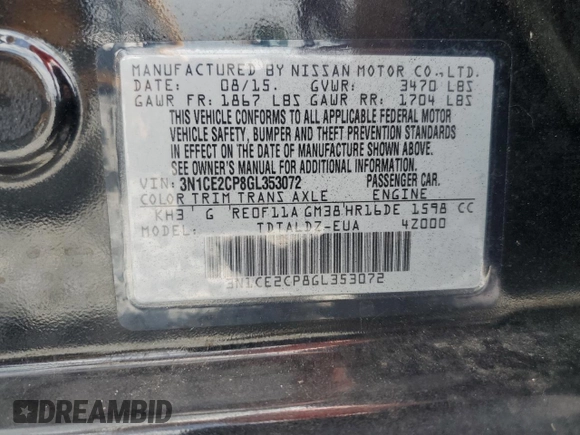 MANUFACTURED BY NISSAN MOTOR CO.,LTD.
DATE: 08/15. GVWR: 3470 LBS
GAWR FR: 1867 LBS GAWR RR: 1704 LBS
THIS VEHICLE CONFORMS TO ALL APPLICABLE FEDERAL MOTOR
VEHICLE SAFETY, BUMPER AND THEFT PREVENTION STANDARDS
IN EFFECT ON THE DATE OF MANUFACTURE SHOWN ABOVE.
SEE OWNER'S MANUAL FOR ADDITIONAL INFORMATION.
VIN: 3N1CE2CP8GL353072 PASSENGER CAR.
COLOR TRIM TRANS AXLE ENGINE
KH3 G RE0F11A GM38 HR16DE 1598 CC
MODEL: TDTALDZ-EUA 4Z000
3N1CE2CP8GL353072
DREAMBID